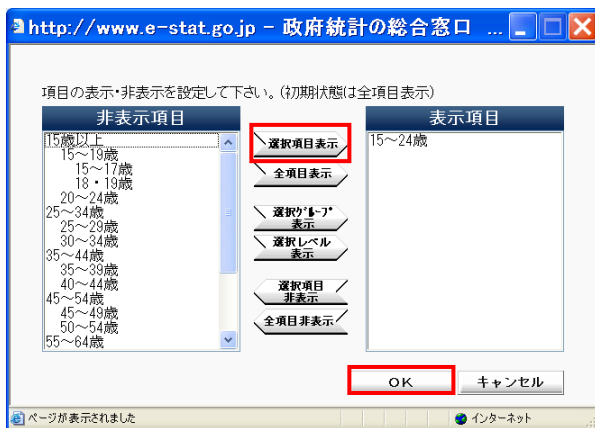 http://www.e-stat.go.jp - 政府統計の総合窓口 ...
項目の表示・非表示を設定して下さい。(初期状態は全項目表示)
非表示項目
15歳以上
15～19歳
15～17歳
18・19歳
20～24歳
25～34歳
25～29歳
30～34歳
35～44歳
35～39歳
40～44歳
45～54歳
45～49歳
50～54歳
55～64歳
選択項目表示
全項目表示
選択グループ
表示
選択レベル
表示
選択項目
非表示
全項目非表示
表示項目
15～24歳
OK
キャンセル
ページが表示されました
インターネット